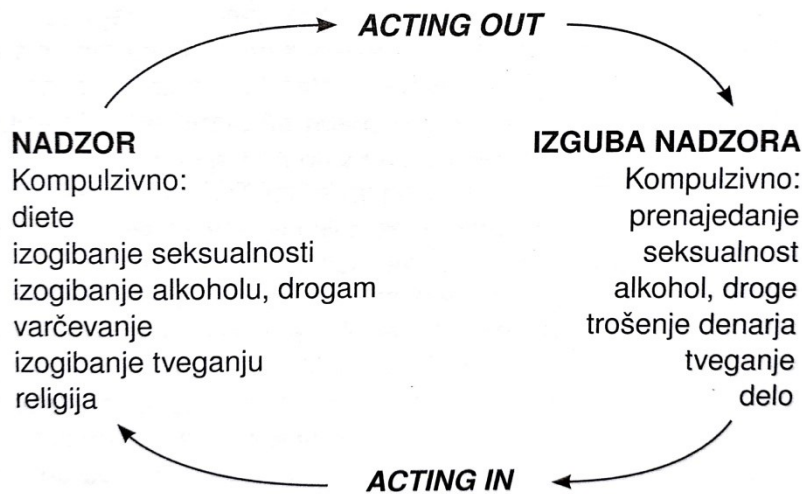 ACTING OUT
NADZOR
Kompulzivno:
diete
izogibanje seksualnosti
izogibanje alkoholu, drogam
varčevanje
izogibanje tveganju
religija
IZGUBA NADZORA
Kompulzivno:
prenajedanje
seksualnost
alkohol, droge
trošenje denarja
tveganje
delo
ACTING IN